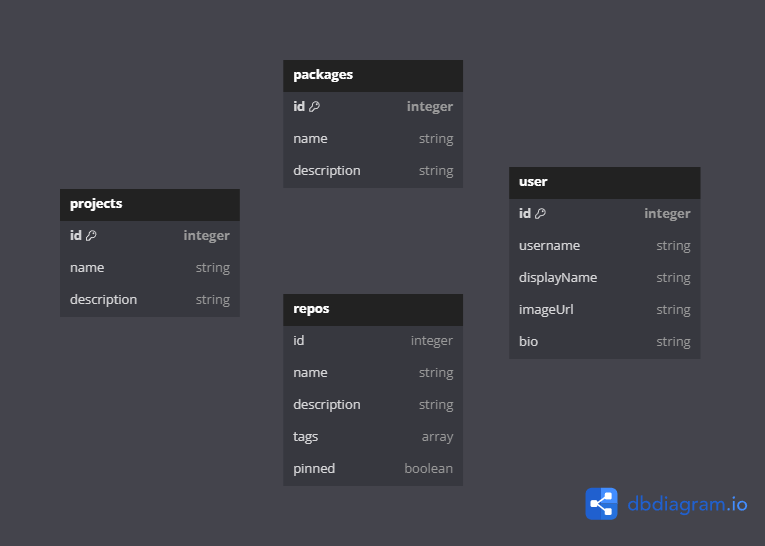 packages
id integer
name string
description string
projects
id integer
name string
description string
user
id integer
username string
displayName string
imageUrl string
bio string
repos
id integer
name string
description string
tags array
pinned boolean
dbdiagram.io